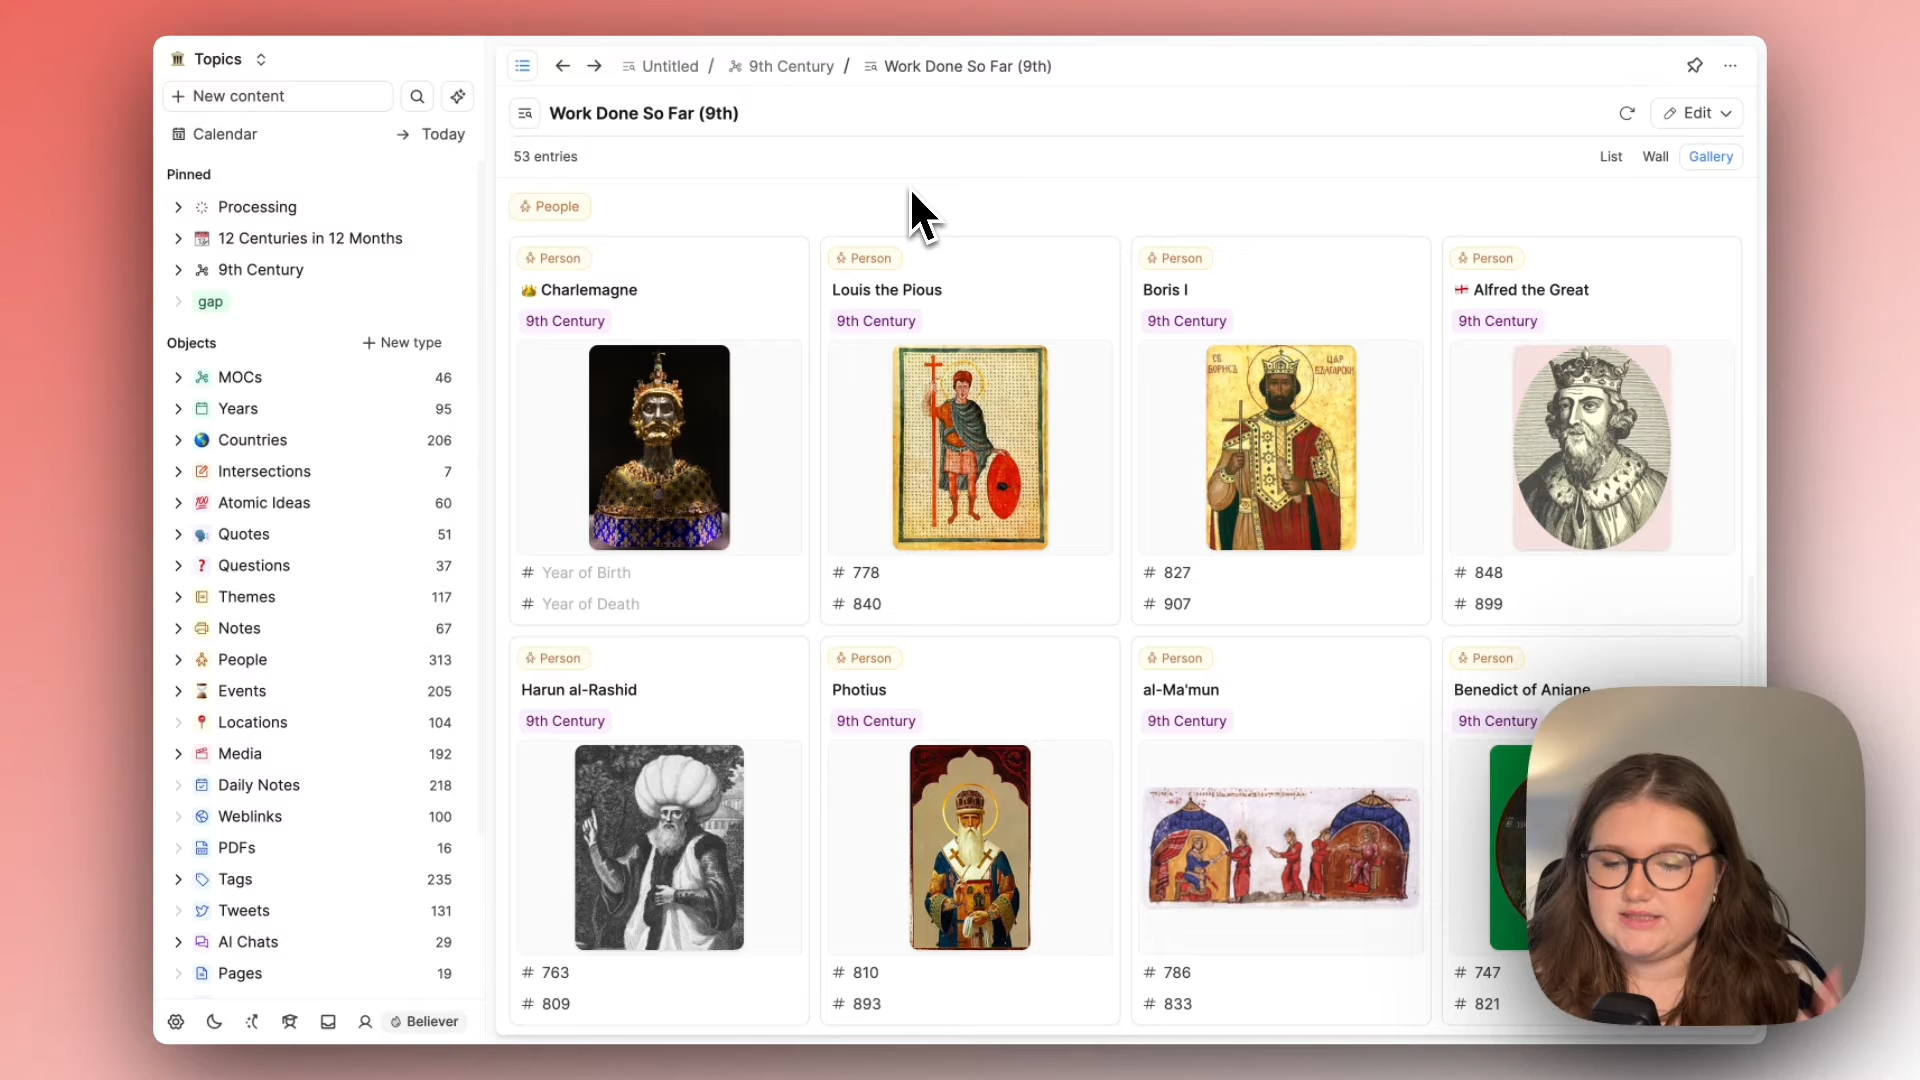 Topics
New content
Calendar
Today
Pinned
Processing
12 Centuries in 12 Months
9th Century
gap
Objects
New type
MOCs 46
Years 95
Countries 206
Intersections 7
Atomic Ideas 60
Quotes 51
Questions 37
Themes 117
Notes 67
People 313
Events 205
Locations 104
Media 192
Daily Notes 218
Weblinks 100
PDFs 16
Tags 235
Tweets 131
AI Chats 29
Pages 19
Believer
Untitled / 9th Century / Work Done So Far (9th)
Work Done So Far (9th)
Edit
53 entries
List Wall Gallery
People
Person
Charlemagne
9th Century
# Year of Birth
# Year of Death
Person
Louis the Pious
9th Century
# 778
# 840
Person
Boris I
9th Century
СВ ЦАР
БОРИСЪ БЪЛГАРСКИ
# 827
# 907
Person
Alfred the Great
9th Century
# 848
# 899
Person
Harun al-Rashid
9th Century
# 763
# 809
Person
Photius
9th Century
# 810
# 893
Person
al-Ma'mun
9th Century
# 786
# 833
Person
Benedict of Aniane
9th Century
# 747
# 821